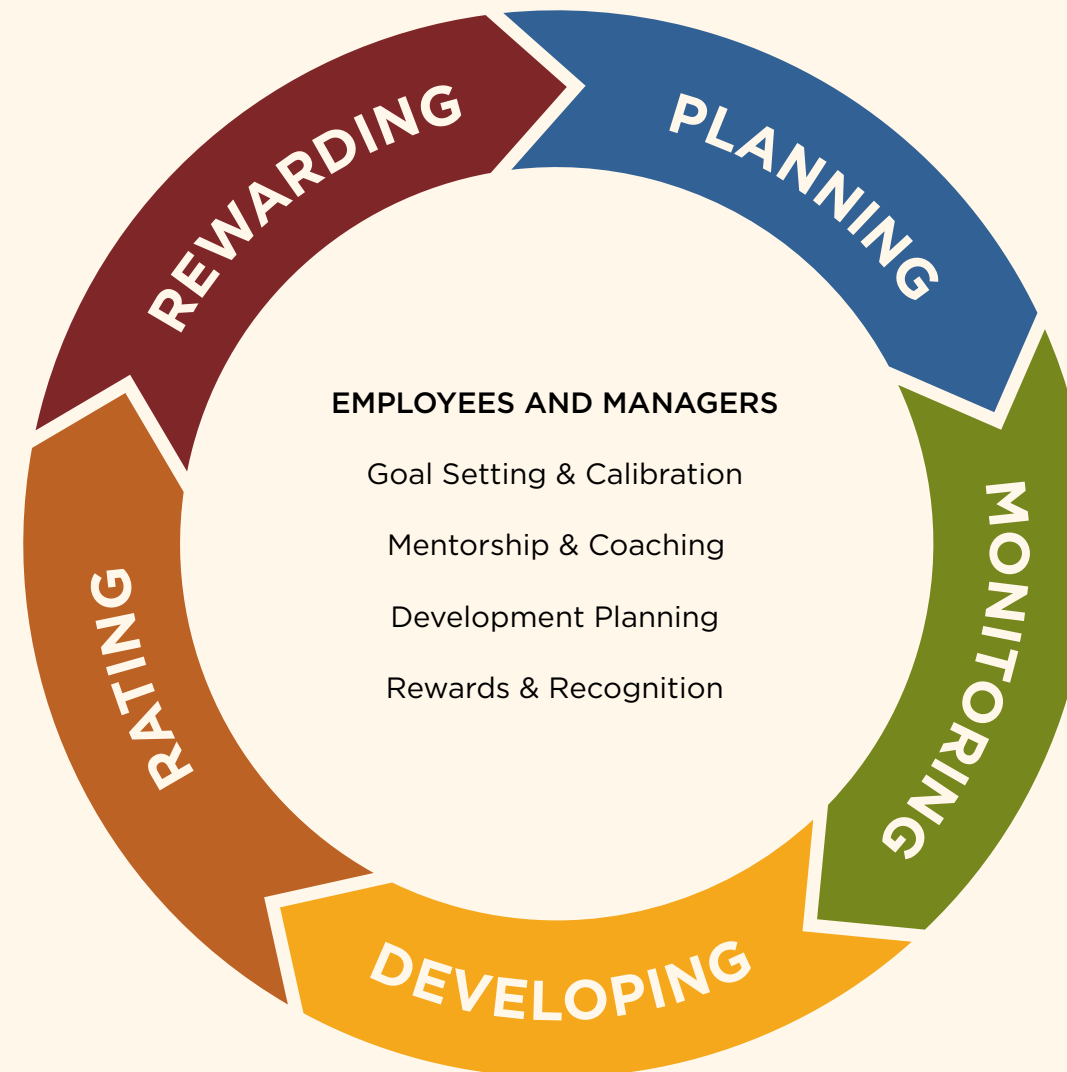 REWARDING
PLANNING
EMPLOYEES AND MANAGERS
Goal Setting & Calibration
Mentorship & Coaching
Development Planning
Rewards & Recognition
MONITORING
RATING
DEVELOPING